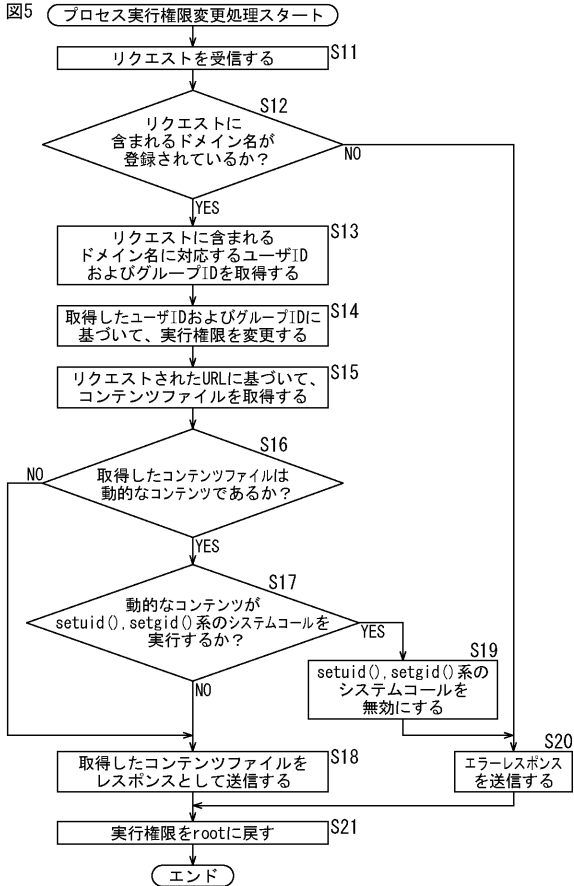 図5
プロセス実行権限変更処理スタート
リクエストを受信する
S11
S12
リクエストに
含まれるドメイン名が
登録されているか？
NO
YES
S13
リクエストに含まれる
ドメイン名に対応するユーザID
およびグループIDを取得する
S14
取得したユーザIDおよびグループIDに
基づいて、実行権限を変更する
S15
リクエストされたURLに基づいて、
コンテンツファイルを取得する
S16
NO
取得したコンテンツファイルは
動的なコンテンツであるか？
YES
S17
動的なコンテンツが
setuid(),setgid()系のシステムコールを
実行するか？
YES
NO
S19
setuid(),setgid()系の
システムコールを
無効にする
S18
取得したコンテンツファイルを
レスポンスとして送信する
S20
エラーレスポンス
を送信する
S21
実行権限をrootに戻す
エンド